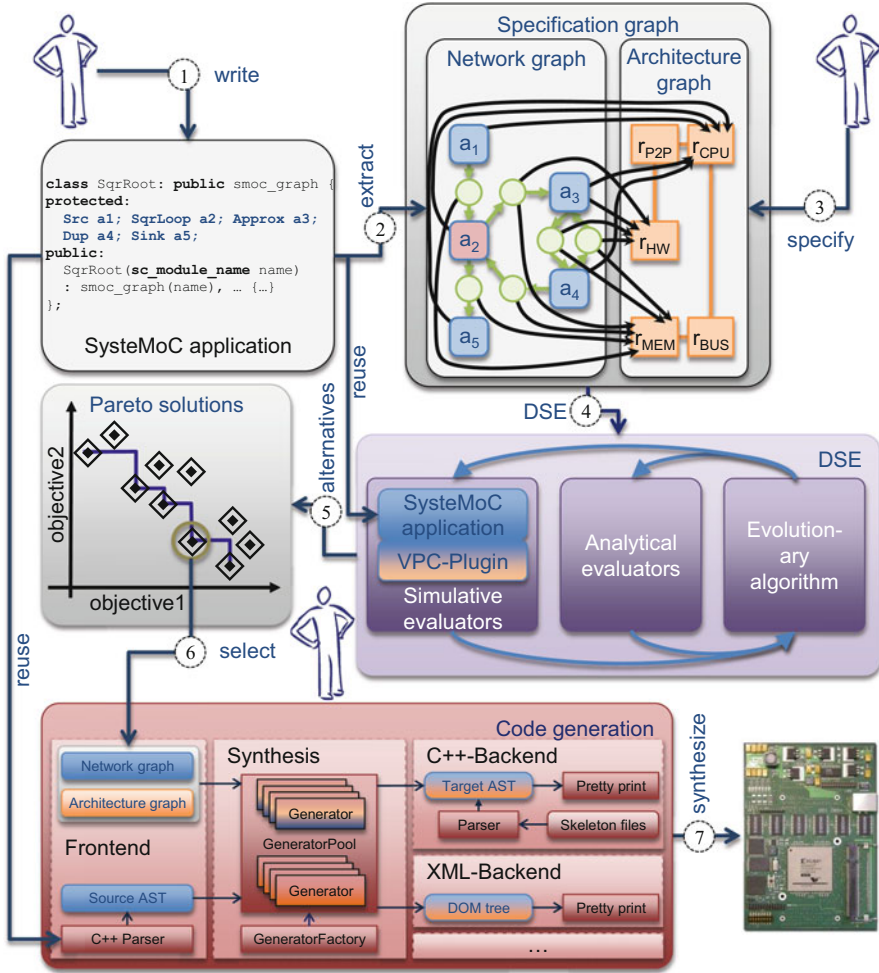 Specification graph
Network graph
Architecture graph
1
write
class SqrRoot: public smoc_graph {
protected:
Src a1; SqrLoop a2; Approx a3;
Dup a4; Sink a5;
public:
SqrRoot(sc_module_name name)
: smoc_graph(name), … {…}
};
SysteMoC application
extract
2
a1
a2
a3
a4
a5
rP2P
rCPU
rHW
rMEM
rBUS
3
specify
reuse
DSE
4
Pareto solutions
objective2
objective1
alternatives
5
DSE
SysteMoC
application
VPC-Plugin
Simulative
evaluators
Analytical
evaluators
Evolution-
ary
algorithm
6
select
reuse
Code generation
Network graph
Architecture graph
Frontend
Source AST
C++ Parser
Synthesis
Generator
GeneratorPool
Generator
GeneratorFactory
C++-Backend
Target AST
Pretty print
Parser
Skeleton files
XML-Backend
DOM tree
Pretty print
…
synthesize
7